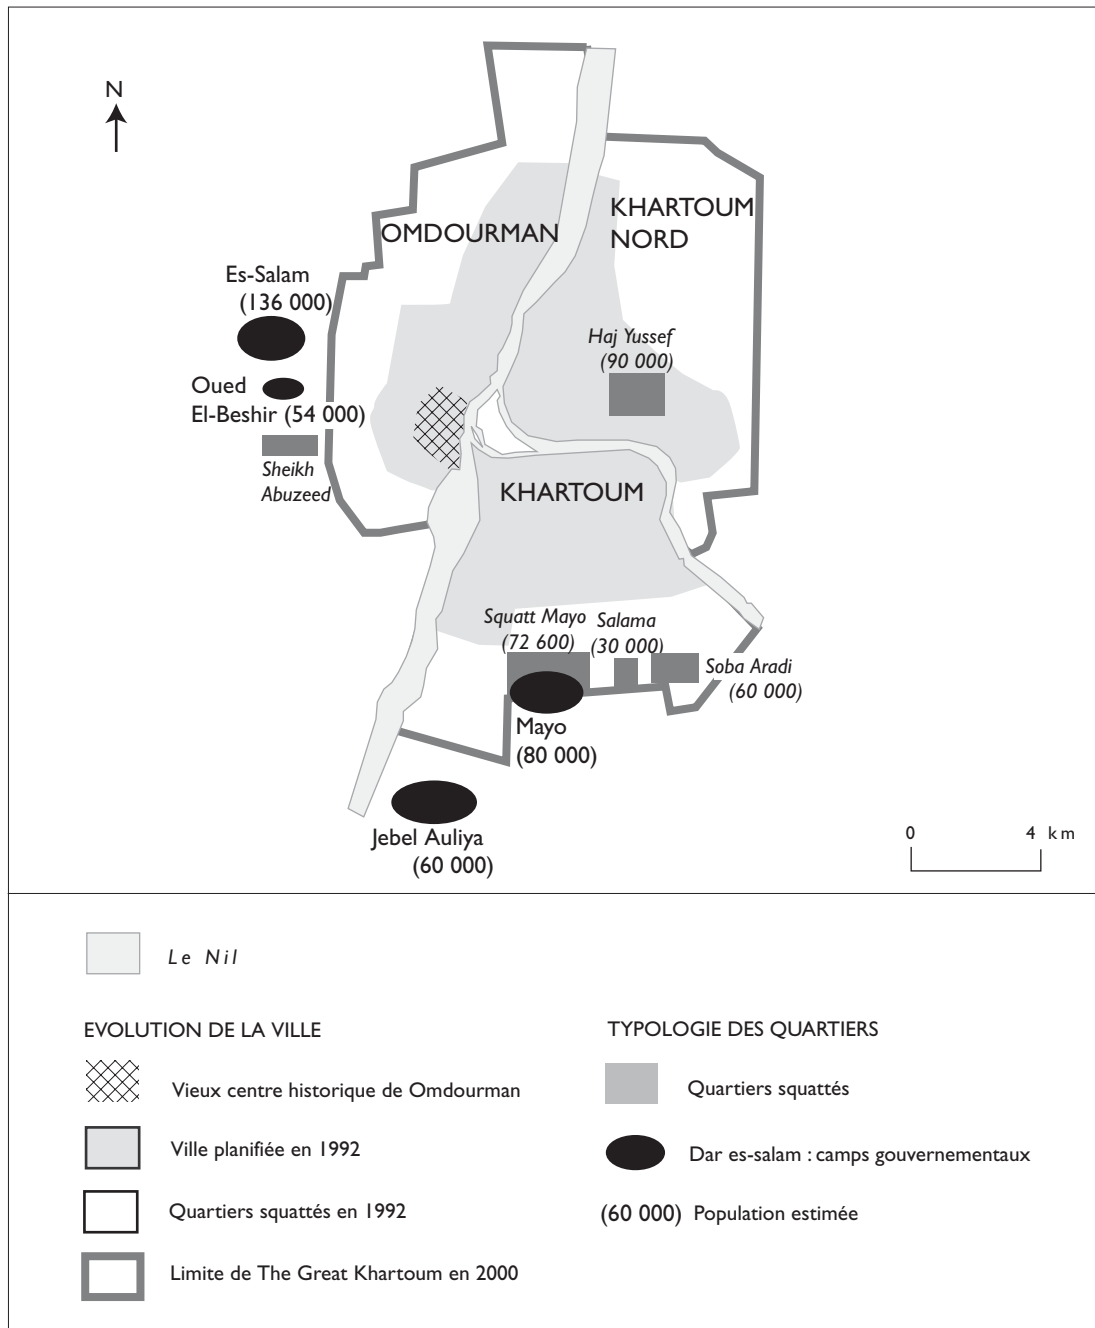 N
OMDOURMAN
KHARTOUM
NORD
Es-Salam
(136 000)
Haj Yussef
(90 000)
Oued
El-Beshir (54 000)
Sheikh
Abuzeed
KHARTOUM
Squatt Mayo
(72 600)
Salama
(30 000)
Soba Aradi
(60 000)
Mayo
(80 000)
Jebel Auliya
(60 000)
0 4 km
Le Nil
EVOLUTION DE LA VILLE
Vieux centre historique de Omdourman
Ville planifiée en 1992
Quartiers squattés en 1992
Limite de The Great Khartoum en 2000
TYPOLOGIE DES QUARTIERS
Quartiers squattés
Dar es-salam : camps gouvernementaux
(60 000) Population estimée